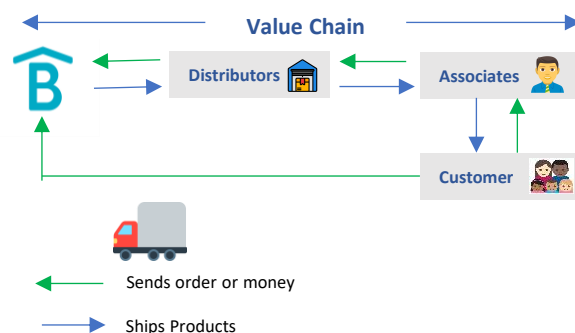 Value Chain
B
Distributors
Associates
Customer
Sends order or money
Ships Products